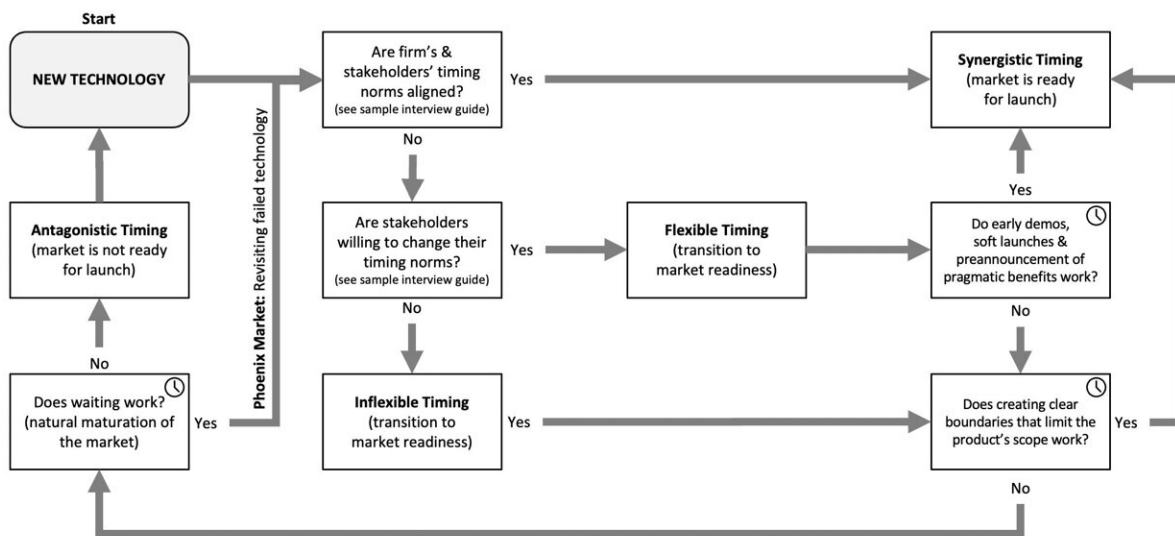 Start
NEW TECHNOLOGY
Are firm's &
stakeholders' timing
norms aligned?
(see sample interview guide)
Yes
Synergistic Timing
(market is ready
for launch)
No
Yes
Antagonistic Timing
(market is not ready
for launch)
Phoenix Market: Revisiting failed technology
Are stakeholders
willing to change their
timing norms?
(see sample interview guide)
Yes
Flexible Timing
(transition to
market readiness)
Do early demos,
soft launches &
preannouncement of
pragmatic benefits work?
No
No
No
Does waiting work?
(natural maturation of
the market)
Yes
Inflexible Timing
(transition to
market readiness)
Yes
Does creating clear
boundaries that limit the
product's scope work?
Yes
No